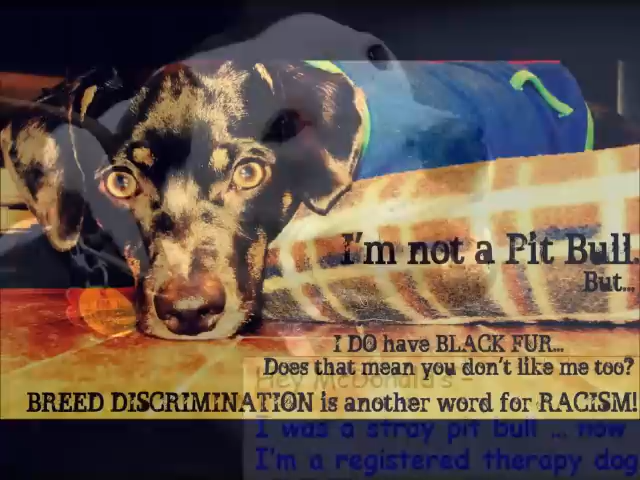 I'm not a Pit Bull.
But...
I DO have BLACK FUR...
Does that mean you don't like me too?
Hey McDonald's -
BREED DISCRIMINATION is another word for RACISM!
I was a stray pit bull ... now
I'm a registered therapy dog